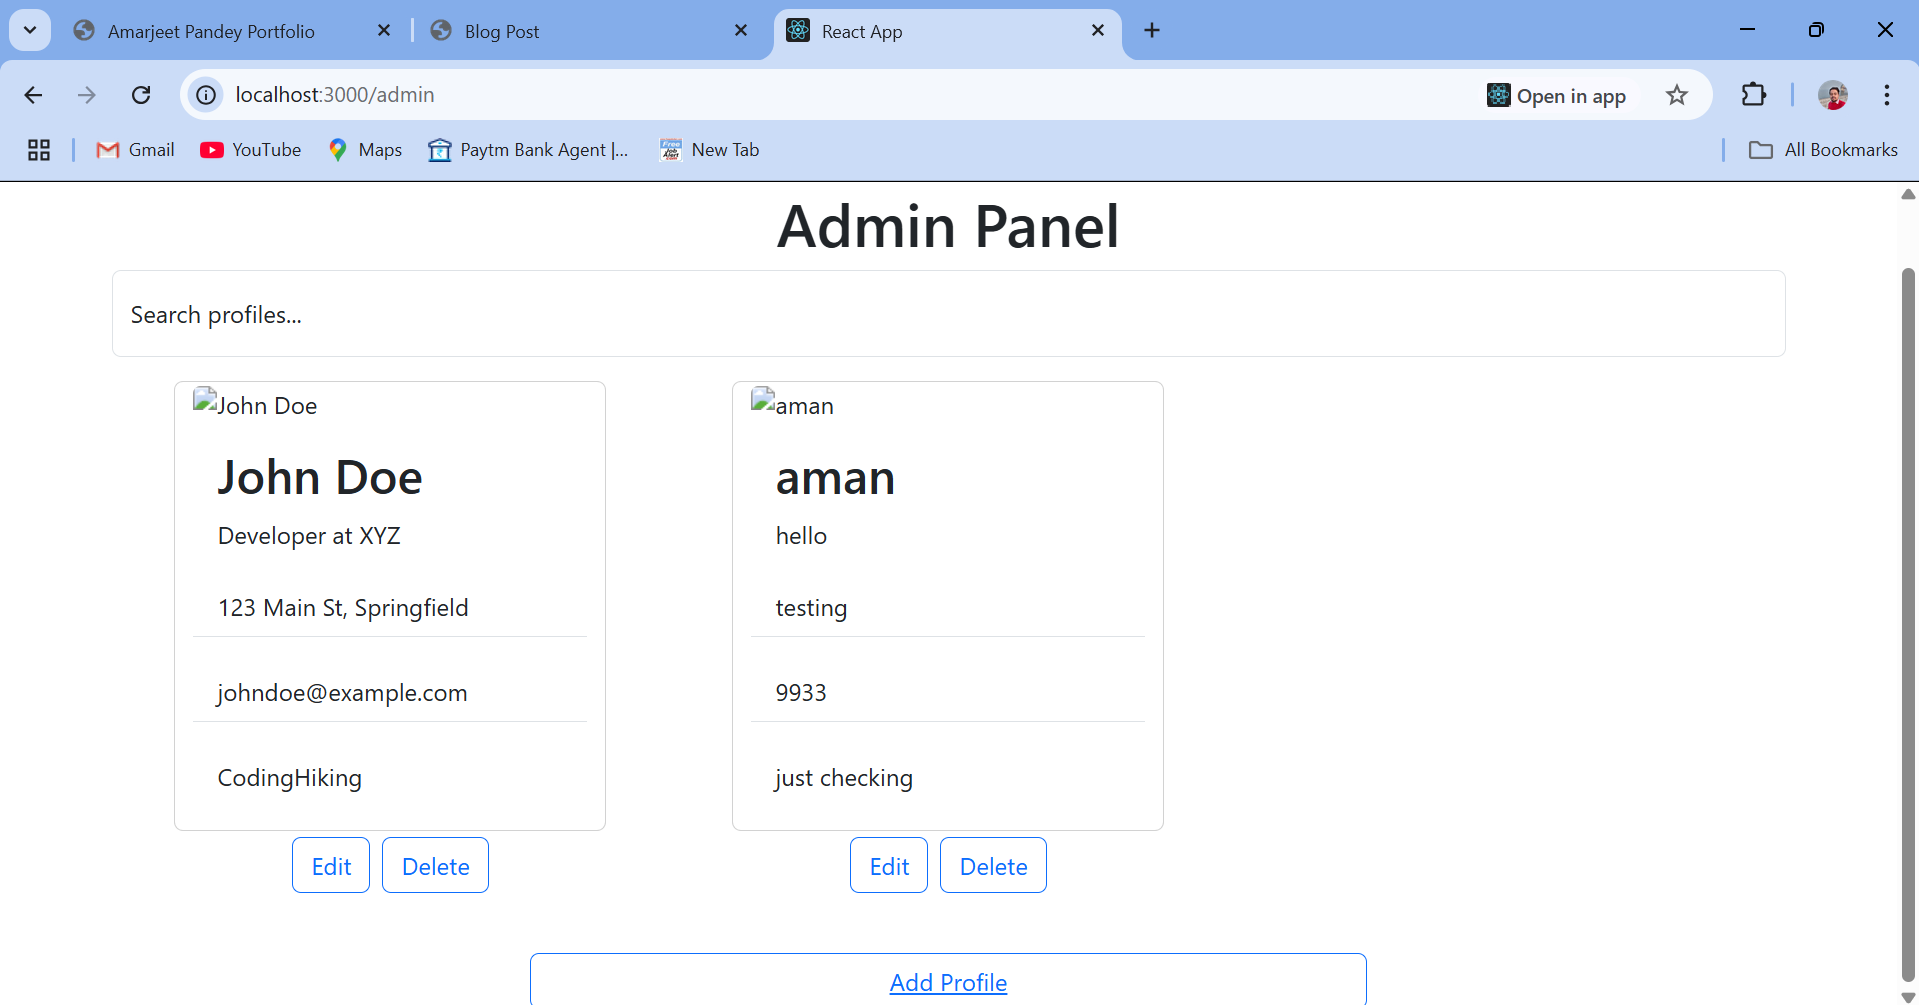 Amarjeet Pandey Portfolio
Blog Post
React App
localhost:3000/admin
Open in app
Gmail
YouTube
Maps
Paytm Bank Agent |...
New Tab
All Bookmarks
Admin Panel
Search profiles...
John Doe
John Doe
Developer at XYZ
123 Main St, Springfield
johndoe@example.com
CodingHiking
Edit
Delete
aman
aman
hello
testing
9933
just checking
Edit
Delete
Add Profile